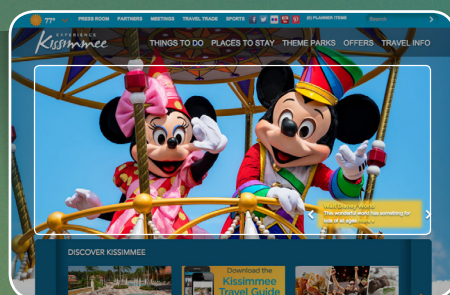 77°
PRESS ROOM PARTNERS MEETINGS TRAVEL TRADE SPORTS (0) PLANNER ITEMS Search
EXPERIENCE
Kissimmee
THINGS TO DO PLACES TO STAY THEME PARKS OFFERS TRAVEL INFO
Walt Disney World
This wonderful world has something for
kids of all ages.
DISCOVER KISSIMMEE
Download the
Kissimmee
Travel Guide